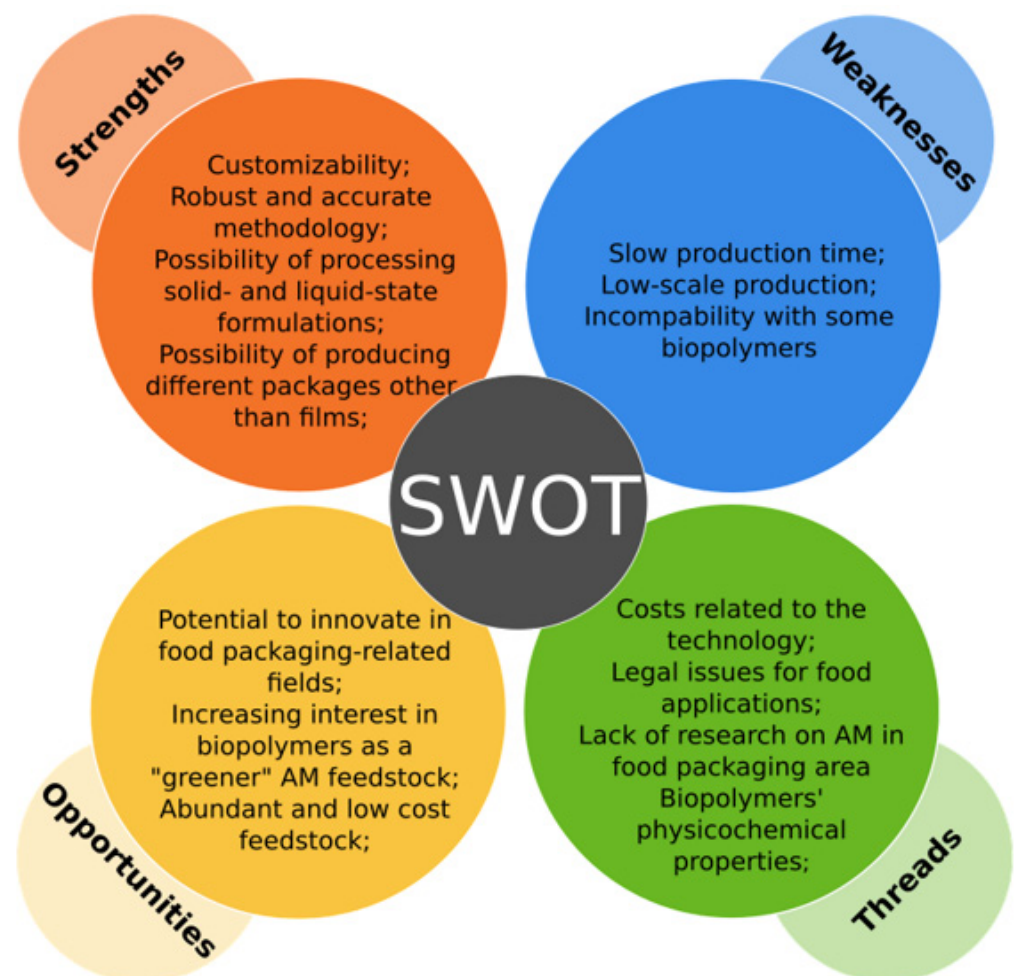 Strengths
Customizability;
Robust and accurate
methodology;
Possibility of processing
solid- and liquid-state
formulations;
Possibility of producing
different packages other
than films;
Weaknesses
Slow production time;
Low-scale production;
Incompability with some
biopolymers
SWOT
Opportunities
Potential to innovate in
food packaging-related
fields;
Increasing interest in
biopolymers as a
"greener" AM feedstock;
Abundant and low cost
feedstock;
Threads
Costs related to the
technology;
Legal issues for food
applications;
Lack of research on AM in
food packaging area
Biopolymers'
physicochemical
properties;